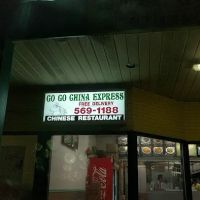 GO GO CHINA EXPRESS
FREE DELIVERY
569-1188
CHINESE RESTAURANT